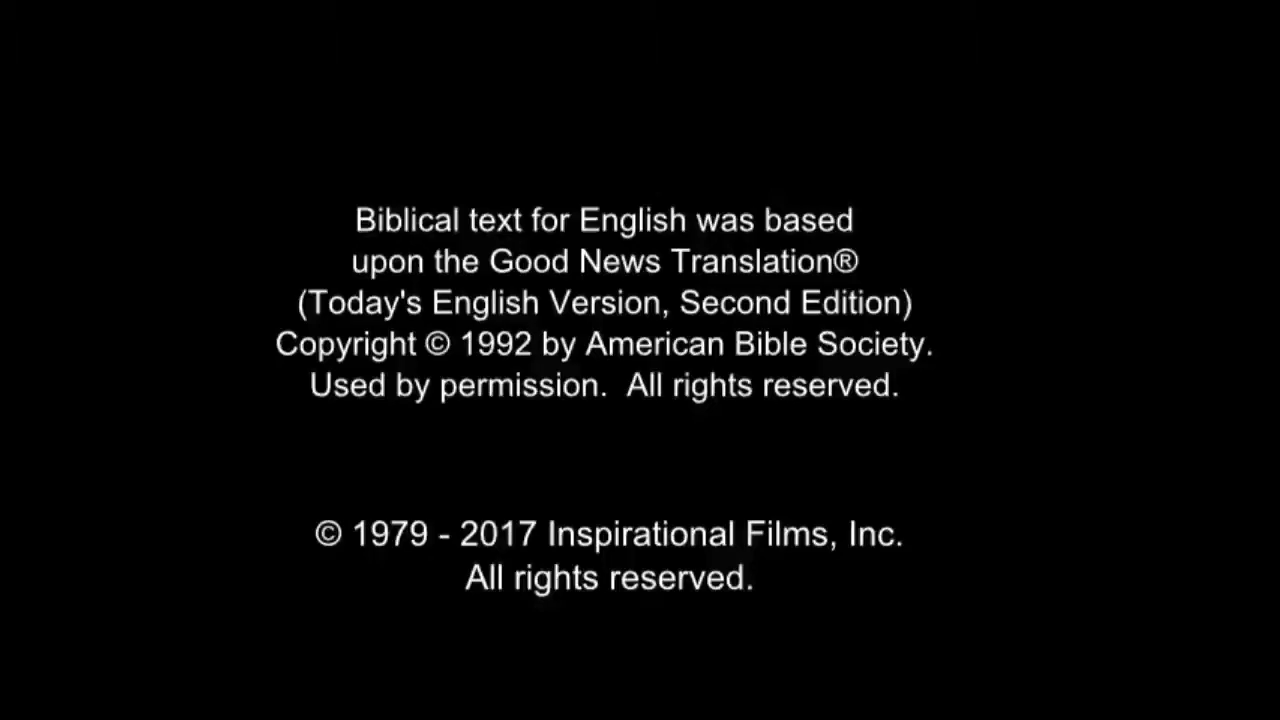 Biblical text for English was based
upon the Good News Translation®
(Today's English Version, Second Edition)
Copyright © 1992 by American Bible Society.
Used by permission.  All rights reserved.
© 1979 - 2017 Inspirational Films, Inc.
All rights reserved.